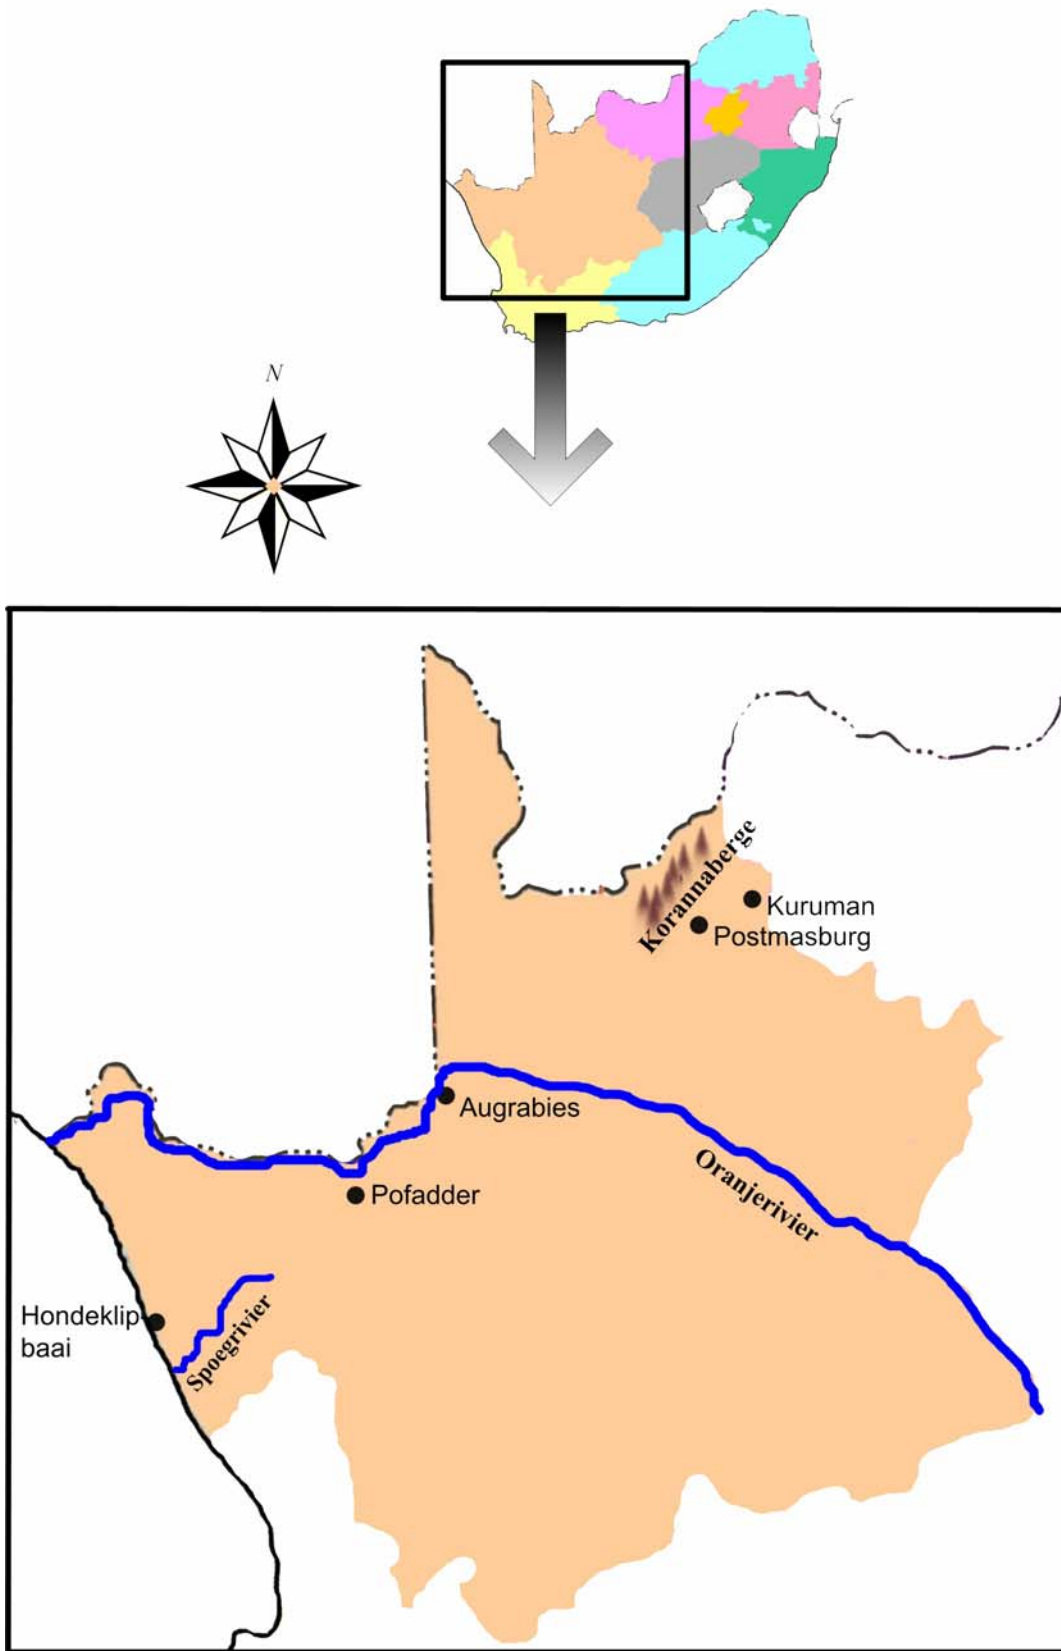 N
Korannaberge
Kuruman
Postmasburg
Augrabies
Oranjerivier
Pofadder
Hondeklip
baai
Spoegrivier